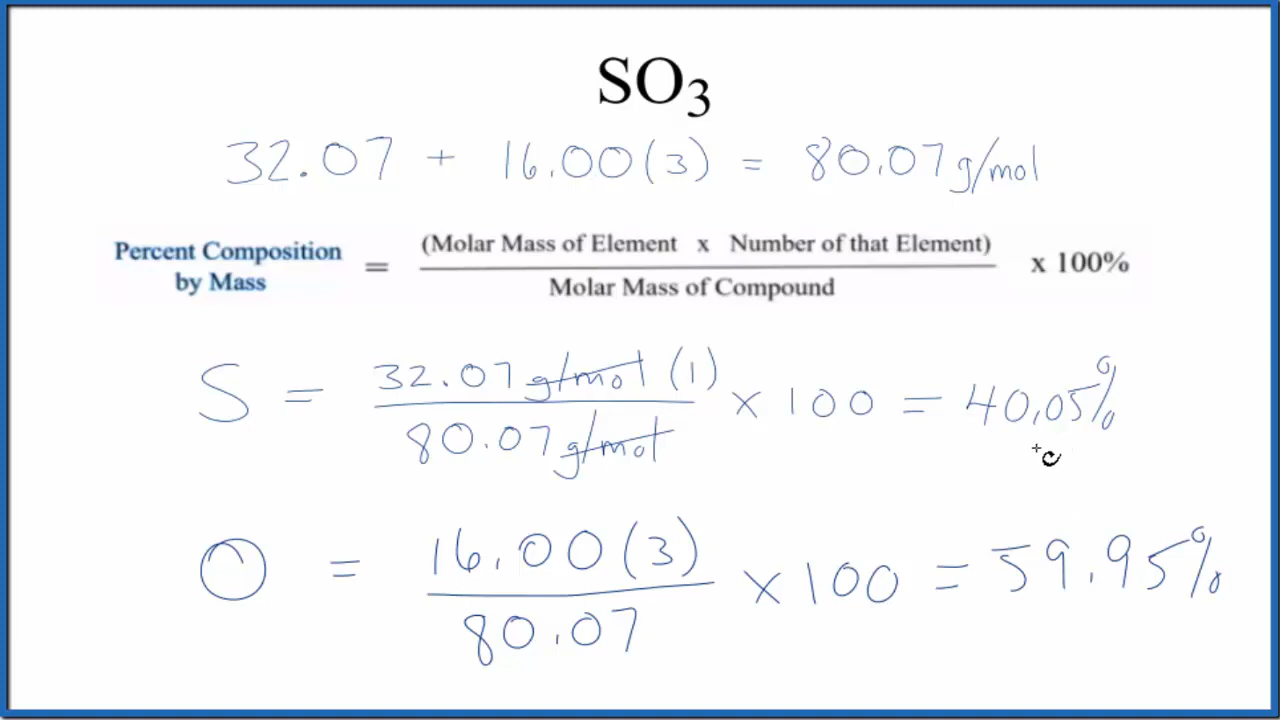 SO₃
32.07 + 16.00(3) = 80.07 g/mol
Percent Composition by Mass = (Molar Mass of Element x Number of that Element) / Molar Mass of Compound x 100%
S = 32.07 g/mol (1) / 80.07 g/mol x 100 = 40.05%
O = 16.00(3) / 80.07 x 100 = 59.95%